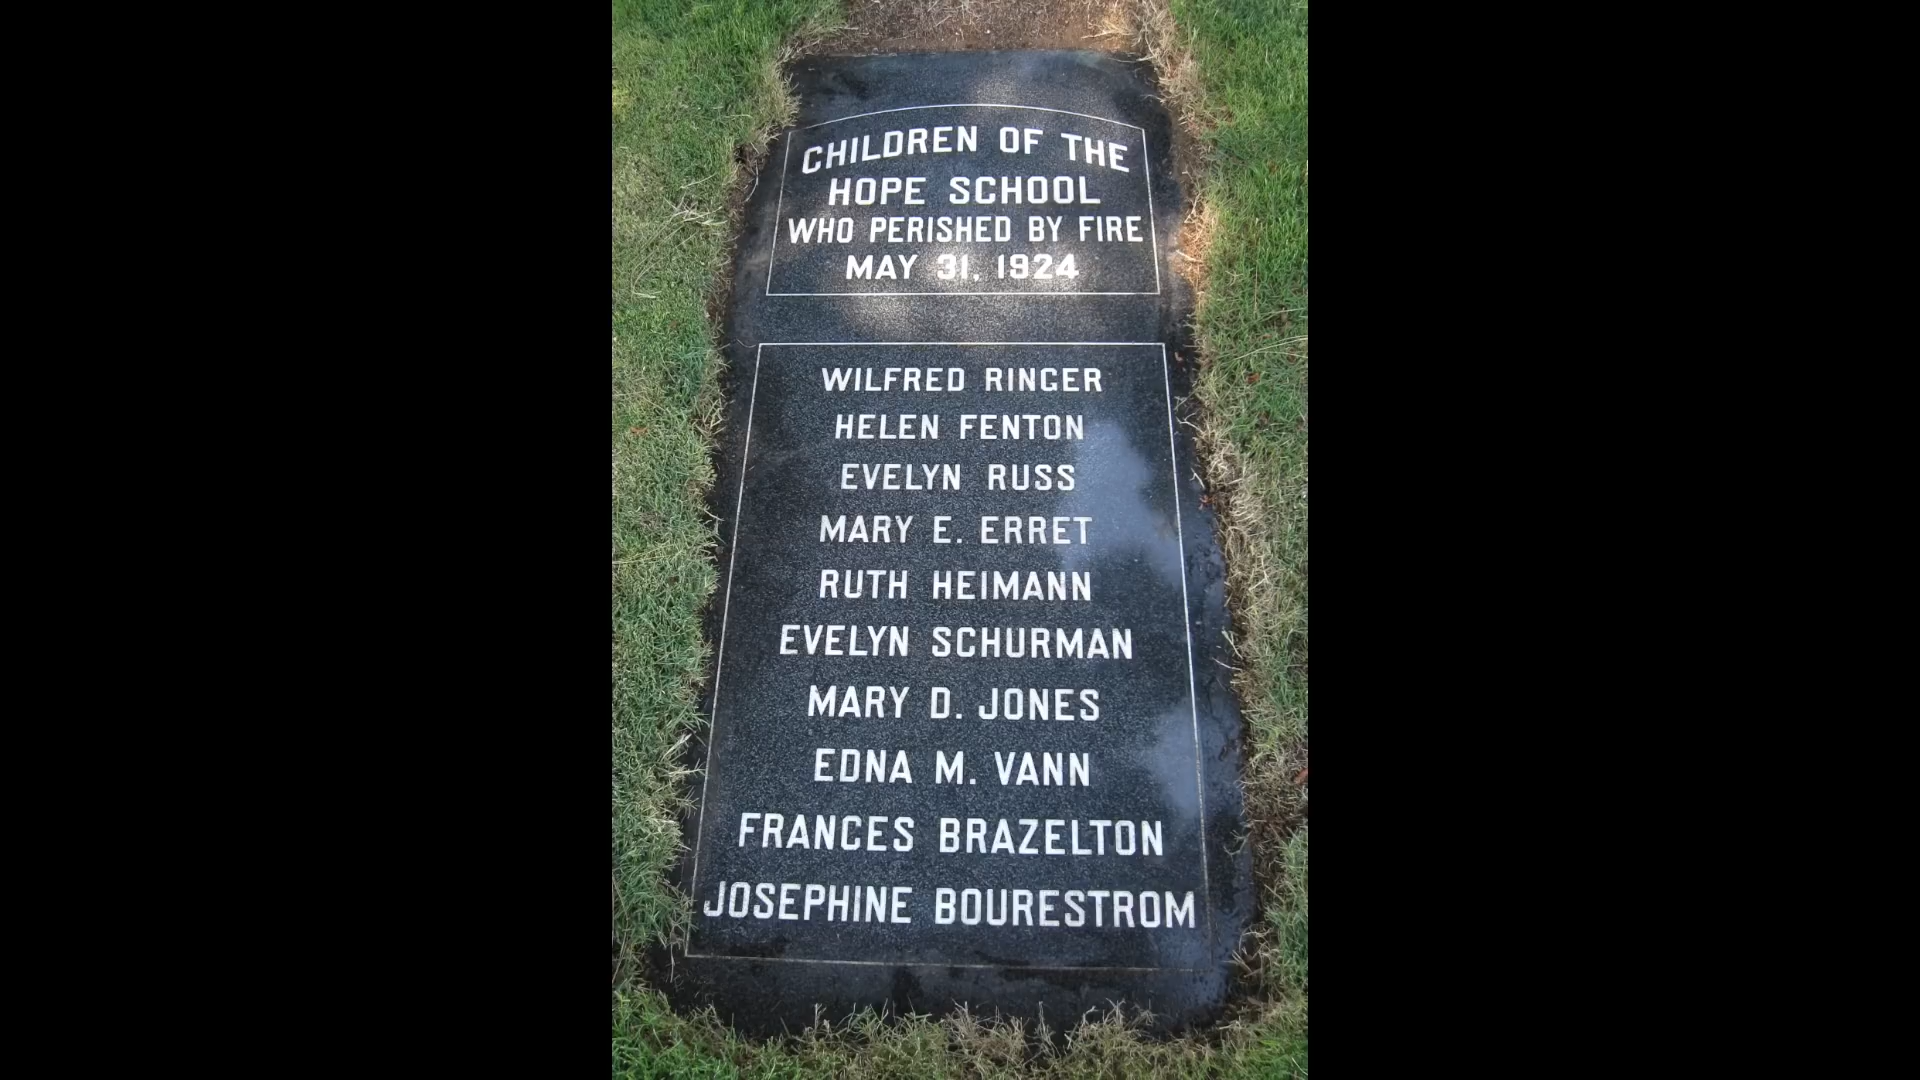 CHILDREN OF THE
HOPE SCHOOL
WHO PERISHED BY FIRE
MAY 31, 1924
WILFRED RINGER
HELEN FENTON
EVELYN RUSS
MARY E. ERRET
RUTH HEIMANN
EVELYN SCHURMAN
MARY D. JONES
EDNA M. VANN
FRANCES BRAZELTON
JOSEPHINE BOURESTROM